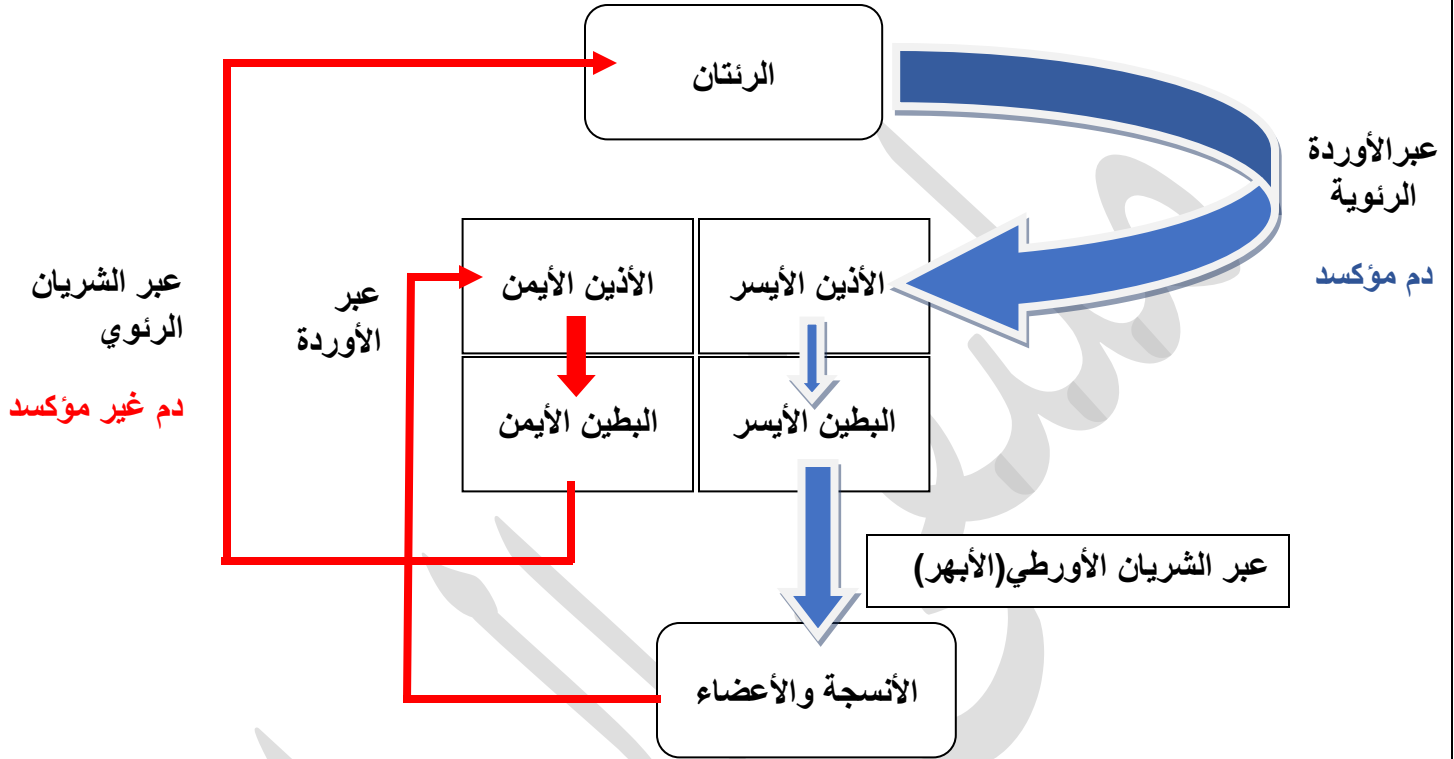 الرئتان
عبرالأوردة
الرئوية
دم مؤكسد
الأذين الأيسر
الأذين الأيمن
عبر
الأوردة
عبر الشريان
الرئوي
دم غير مؤكسد
البطين الأيسر
البطين الأيمن
عبر الشريان الأورطي(الأبهر)
الأنسجة والأعضاء